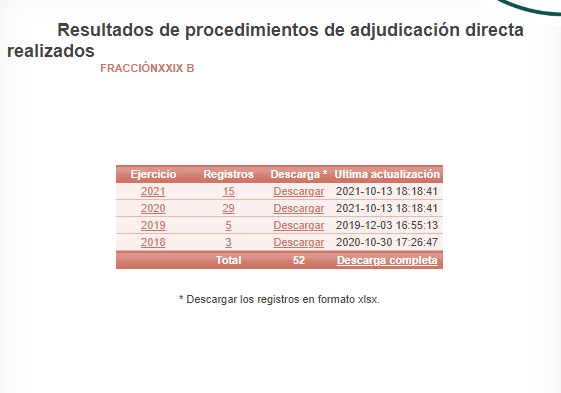 Resultados de procedimientos de adjudicación directa
realizados
FRACCIÓNXXIX B
Ejercicio Registros Descarga * Ultima actualización
2021 15 Descargar 2021-10-13 18:18:41
2020 29 Descargar 2021-10-13 18:18:41
2019 5 Descargar 2019-12-03 16:55:13
2018 3 Descargar 2020-10-30 17:26:47
Total 52 Descarga completa
* Descargar los registros en formato xlsx.